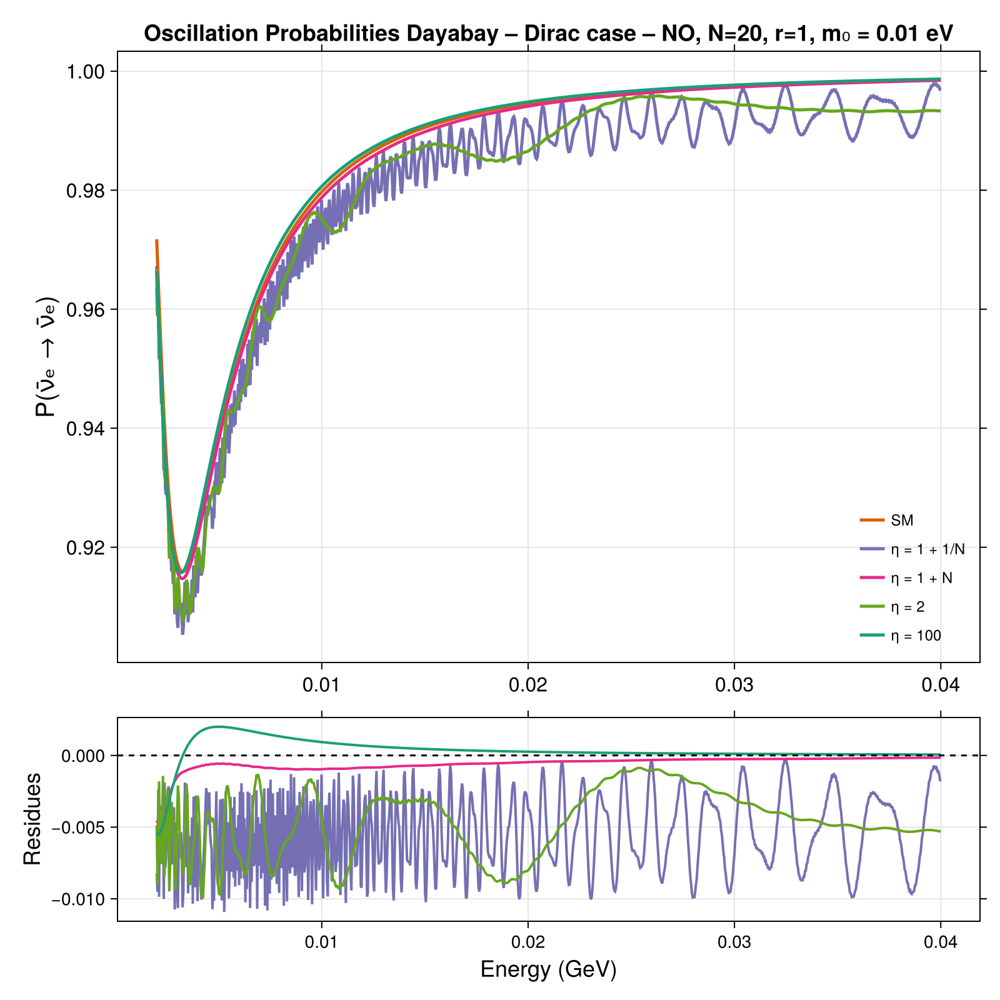 Oscillation Probabilities Dayabay – Dirac case – NO, N=20, r=1, m₀ = 0.01 eV
P(ν̄ₑ → ν̄ₑ)
1.00
0.98
0.96
0.94
0.92
SM
η = 1 + 1/N
η = 1 + N
η = 2
η = 100
0.01 0.02 0.03 0.04
Residues
0.000
−0.005
−0.010
0.01 0.02 0.03 0.04
Energy (GeV)